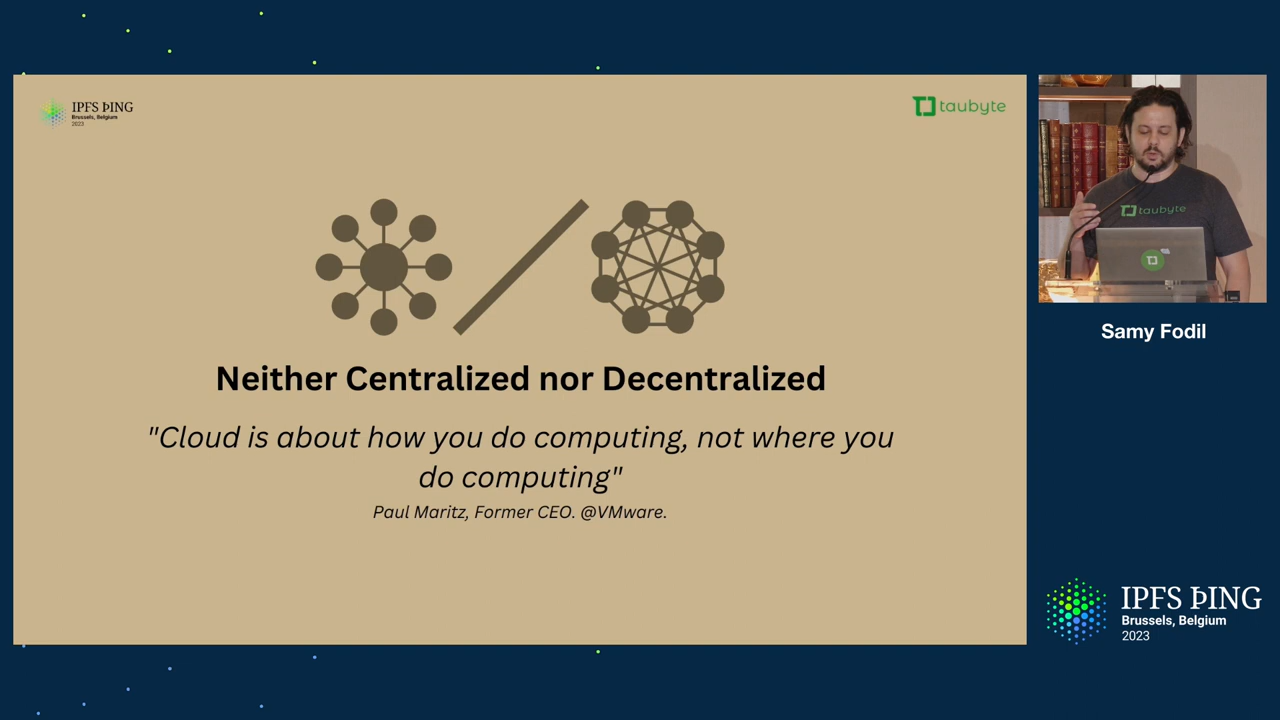 IPFS ÞING
Brussels, Belgium
2023
taubyte
Neither Centralized nor Decentralized
"Cloud is about how you do computing, not where you
do computing"
Paul Maritz, Former CEO. @VMware.
taubyte
Samy Fodil
IPFS ÞING
Brussels, Belgium
2023